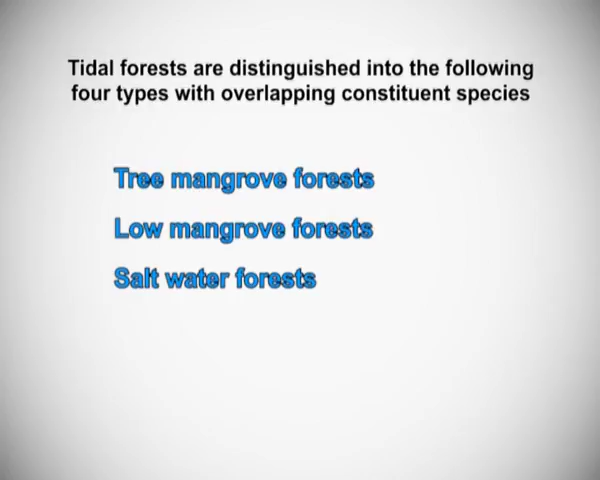 Tidal forests are distinguished into the following
four types with overlapping constituent species
Tree mangrove forests
Low mangrove forests
Salt water forests